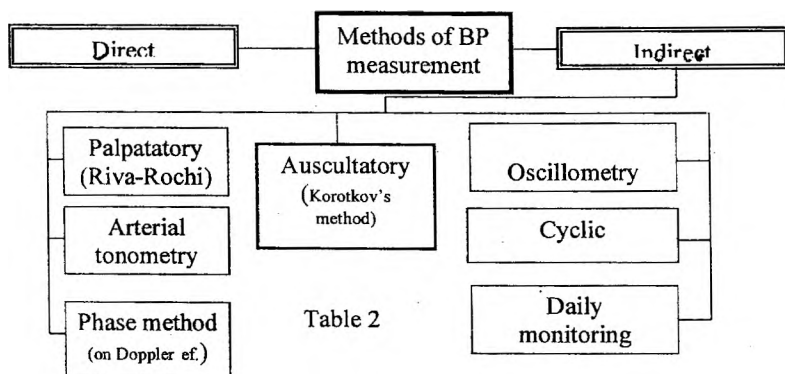 Direct
Methods of BP
measurement
Indirect
Palpatatory
(Riva-Rochi)
Auscultatory
(Korotkov's
method)
Oscillometry
Arterial
tonometry
Cyclic
Phase method
(on Doppler ef.)
Table 2
Daily
monitoring